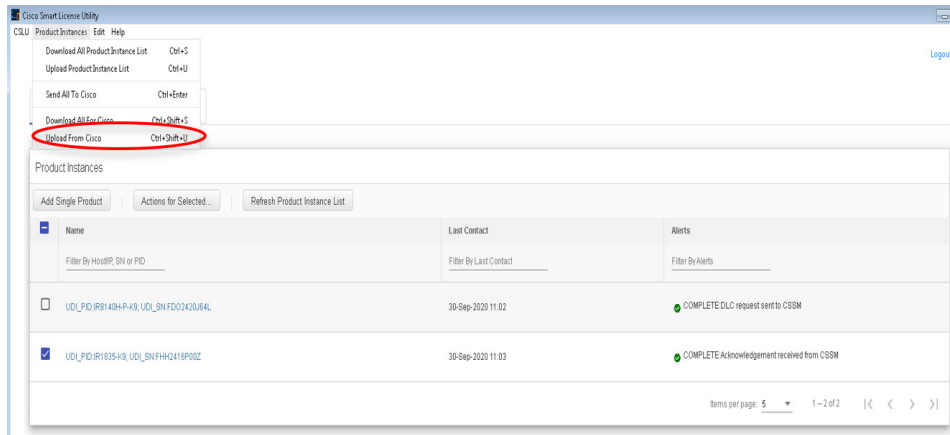 Cisco Smart License Utility
CSLU Product Instances Edit Help
Download All Product Instance List Ctrl+S
Upload Product Instance List Ctrl+U
Logout
Send All To Cisco Ctrl+Enter
Download All For Cisco Ctrl+Shift+S
Upload From Cisco Ctrl+Shift+U
Product Instances
Add Single Product Actions for Selected... Refresh Product Instance List
Name Last Contact Alerts
Filter By Host/IP, SN or PID Filter By Last Contact Filter By Alerts
UDI_PID:IR8140H-P-K9; UDI_SN:FDO2420J64L 30-Sep-2020 11:02 COMPLETE:DLC request sent to CSSM
UDI_PID:IR1835-K9; UDI_SN:FHH2416P00Z 30-Sep-2020 11:03 COMPLETE:Acknowledgement received from CSSM
Items per page: 5 1 – 2 of 2